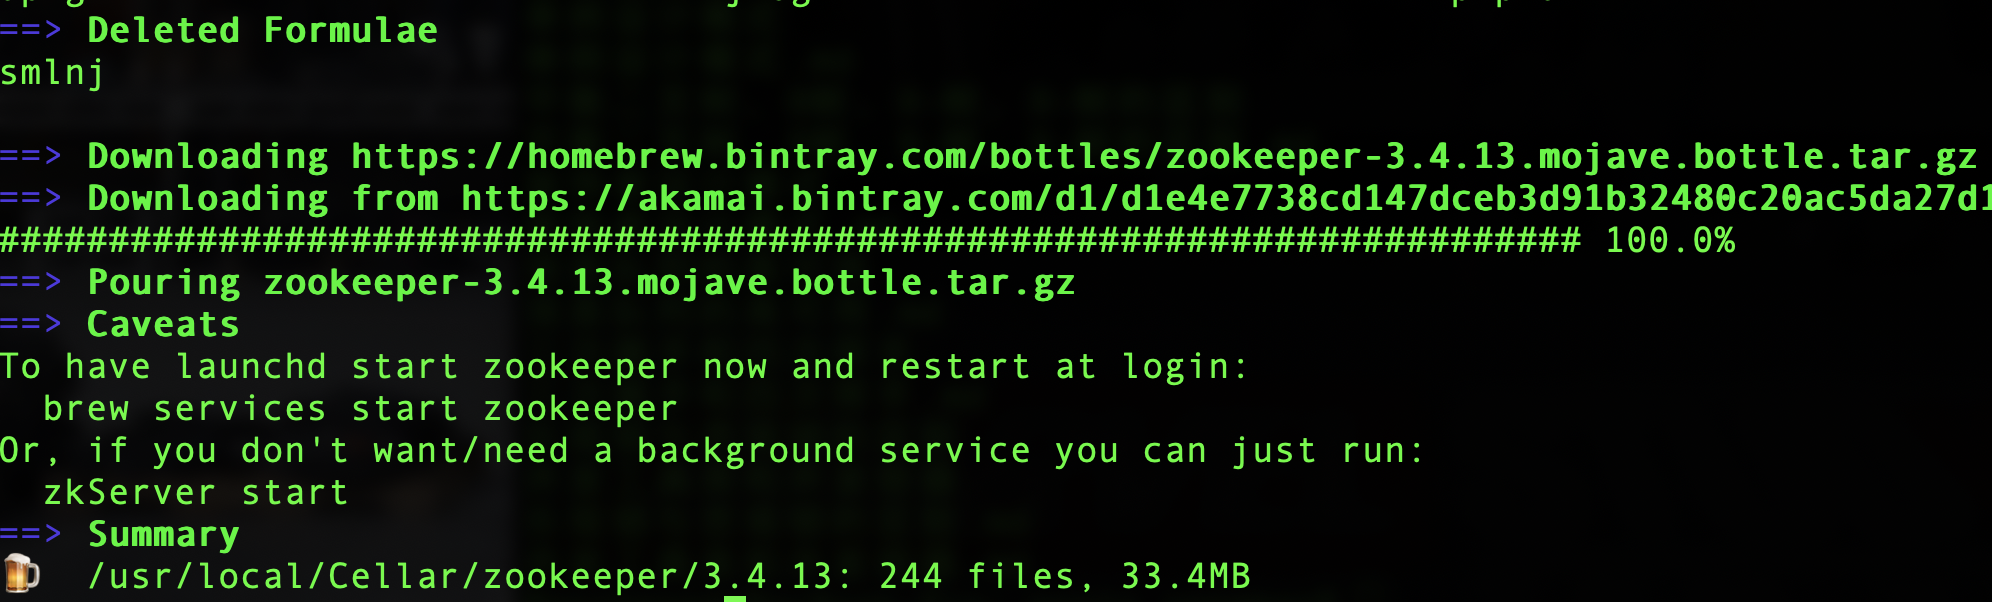 ==> Deleted Formulae
smlnj
==> Downloading https://homebrew.bintray.com/bottles/zookeeper-3.4.13.mojave.bottle.tar.gz
==> Downloading from https://akamai.bintray.com/d1/d1e4e7738cd147dceb3d91b32480c20ac5da27d1
######################################################################## 100.0%
==> Pouring zookeeper-3.4.13.mojave.bottle.tar.gz
==> Caveats
To have launchd start zookeeper now and restart at login:
  brew services start zookeeper
Or, if you don't want/need a background service you can just run:
  zkServer start
==> Summary
🍺  /usr/local/Cellar/zookeeper/3.4.13: 244 files, 33.4MB